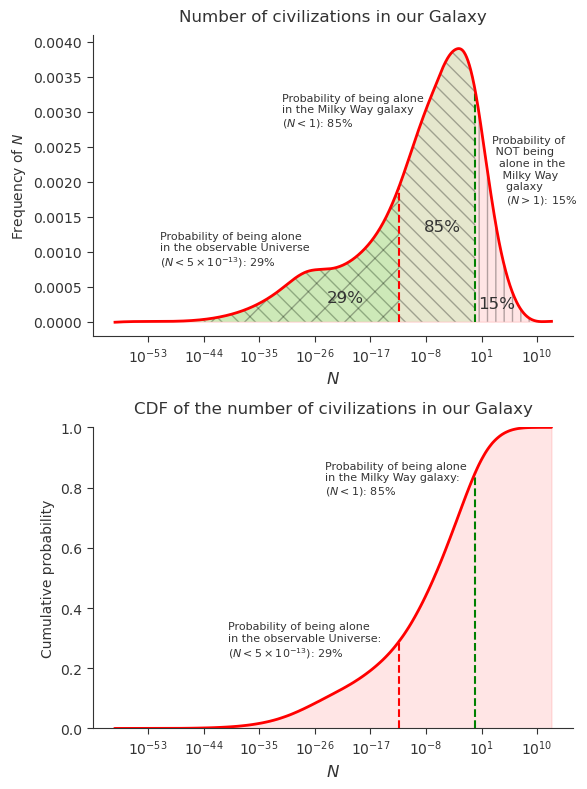 Number of civilizations in our Galaxy
Frequency of N
0.0040
0.0035
0.0030
0.0025
0.0020
0.0015
0.0010
0.0005
0.0000
Probability of being alone
in the Milky Way galaxy
(N < 1): 85%
Probability of
NOT being
alone in the
Milky Way
galaxy
(N > 1): 15%
Probability of being alone
in the observable Universe
(N < 5 × 10⁻¹³): 29%
85%
29%
15%
10⁻⁵³ 10⁻⁴⁴ 10⁻³⁵ 10⁻²⁶ 10⁻¹⁷ 10⁻⁸ 10¹ 10¹⁰
N
CDF of the number of civilizations in our Galaxy
Cumulative probability
1.0
0.8
0.6
0.4
0.2
0.0
Probability of being alone
in the Milky Way galaxy:
(N < 1): 85%
Probability of being alone
in the observable Universe:
(N < 5 × 10⁻¹³): 29%
10⁻⁵³ 10⁻⁴⁴ 10⁻³⁵ 10⁻²⁶ 10⁻¹⁷ 10⁻⁸ 10¹ 10¹⁰
N